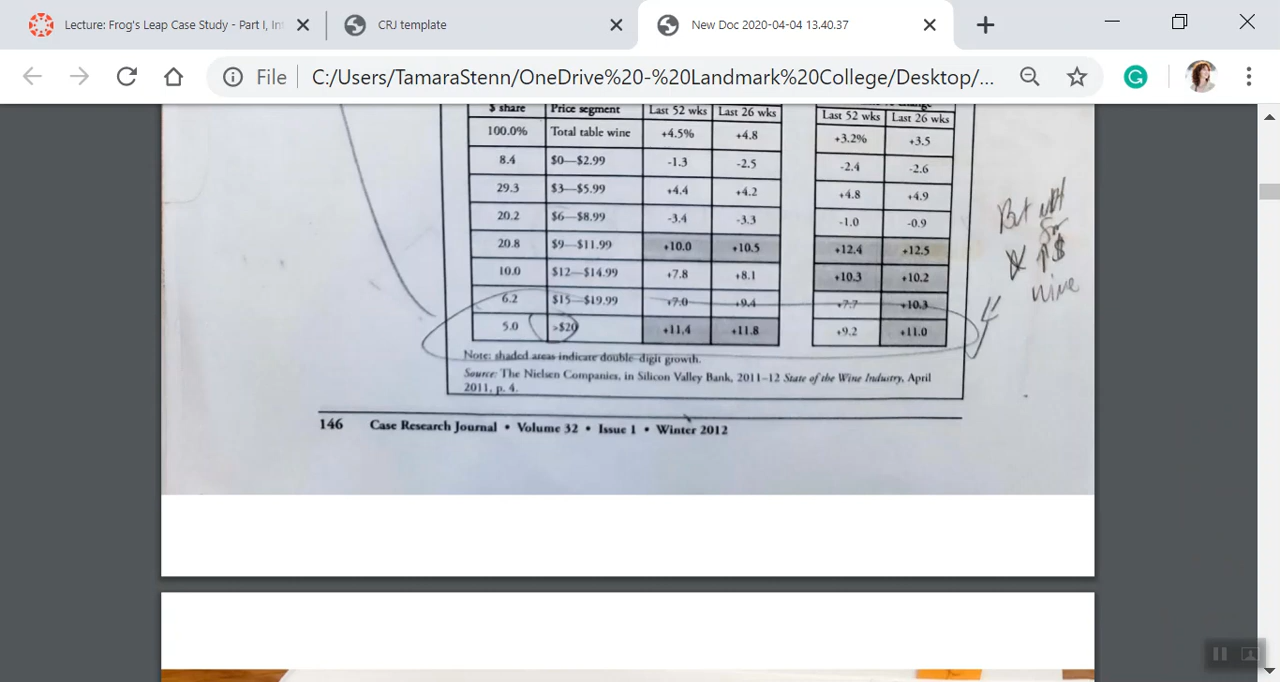 Lecture: Frog's Leap Case Study - Part I, In
CRJ template
New Doc 2020-04-04 13.40.37
File
C:/Users/TamaraStenn/OneDrive%20-%20Landmark%20College/Desktop/...
$ share Price segment Last 52 wks Last 26 wks Last 52 wks Last 26 wks
100.0% Total table wine +4.5% +4.8 +3.2% +3.5
8.4 $0—$2.99 -1.3 -2.5 -2.4 -2.6
29.3 $3—$5.99 +4.4 +4.2 +4.8 +4.9
20.2 $6—$8.99 -3.4 -3.3 -1.0 -0.9
20.8 $9—$11.99 +10.0 +10.5 +12.4 +12.5
10.0 $12—$14.99 +7.8 +8.1 +10.3 +10.2
6.2 $15—$19.99 +7.0 +9.4 +7.7 +10.3
5.0 >$20 +11.4 +11.8 +9.2 +11.0
Note: shaded areas indicate double-digit growth.
Source: The Nielsen Companies, in Silicon Valley Bank, 2011–12 State of the Wine Industry, April
2011, p. 4.
But not
for
↑$
wine
146 Case Research Journal • Volume 32 • Issue 1 • Winter 2012